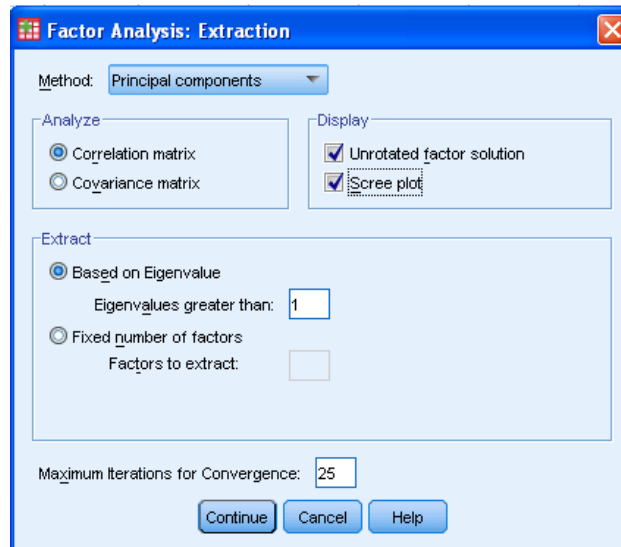 Factor Analysis: Extraction
Method: Principal components
Analyze
Correlation matrix
Covariance matrix
Display
Unrotated factor solution
Scree plot
Extract
Based on Eigenvalue
Eigenvalues greater than: 1
Fixed number of factors
Factors to extract:
Maximum Iterations for Convergence: 25
Continue Cancel Help